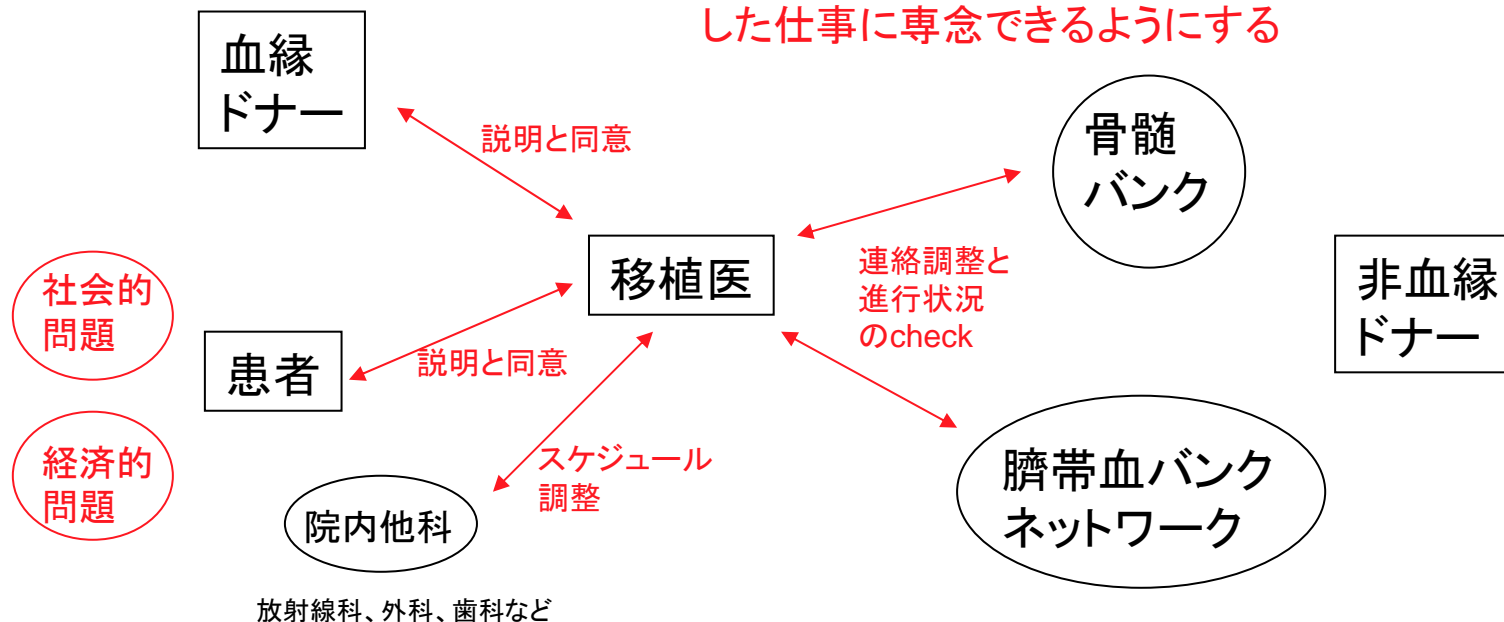 した仕事に専念できるようにする
血縁
ドナー
説明と同意
骨髄
バンク
移植医
連絡調整と
進行状況
のcheck
非血縁
ドナー
社会的
問題
患者
説明と同意
経済的
問題
スケジュール
調整
院内他科
臍帯血バンク
ネットワーク
放射線科、外科、歯科など